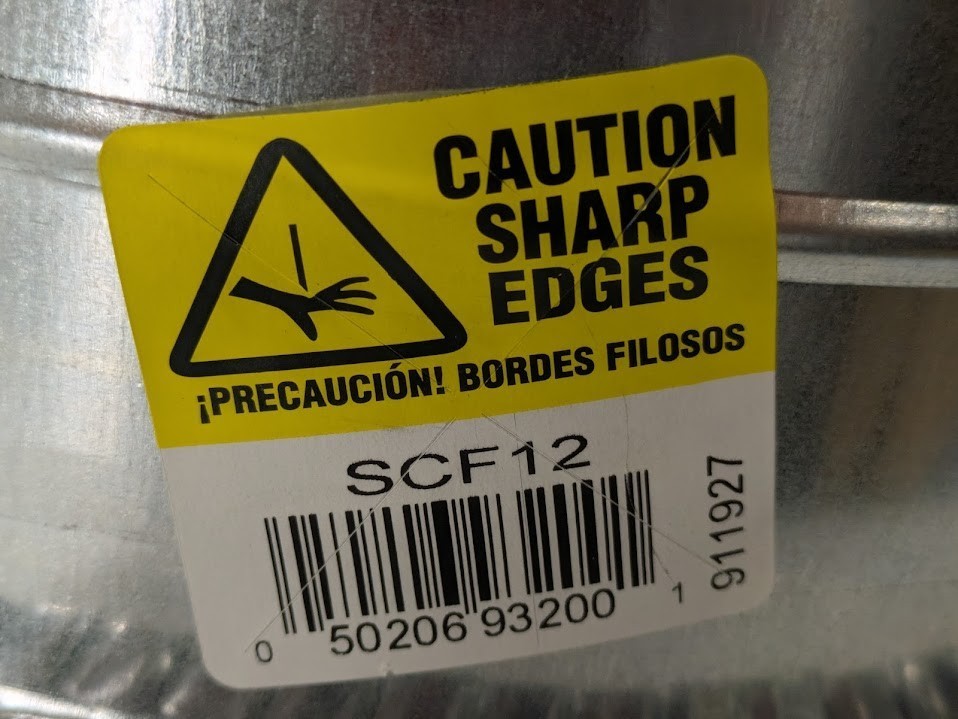 CAUTION
SHARP
EDGES
¡PRECAUCIÓN! BORDES FILOSOS
SCF12
0 50206 93200 1
911927